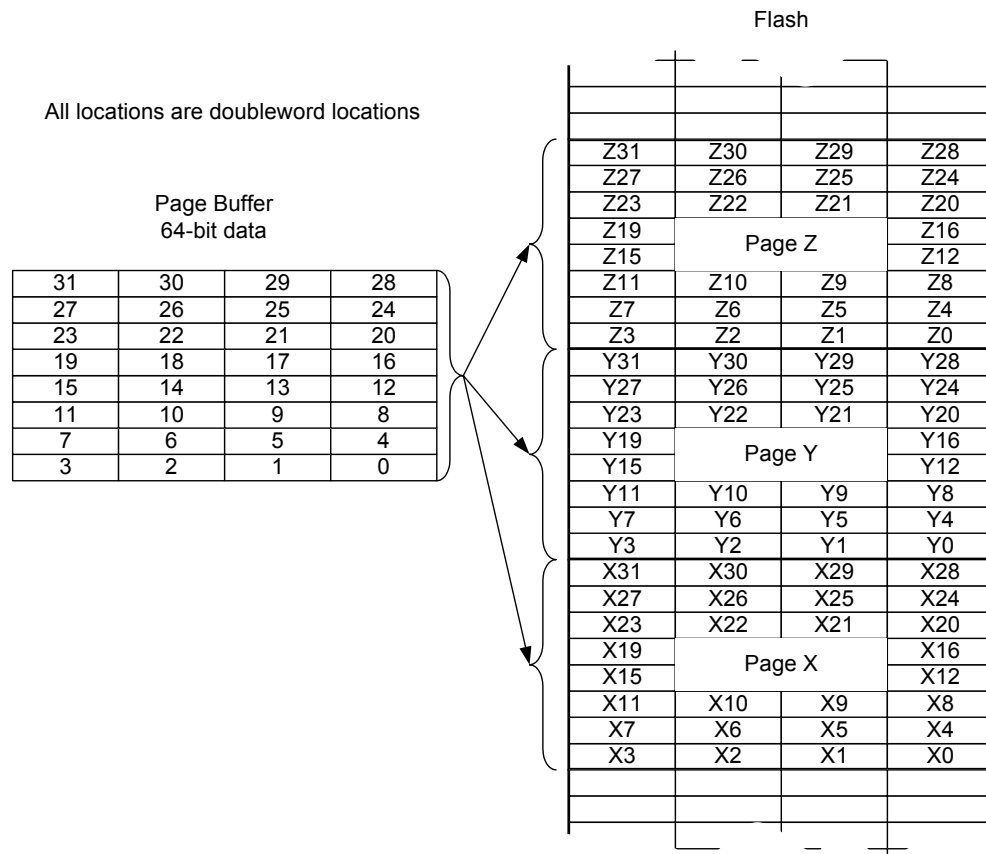 Flash
All locations are doubleword locations
Page Buffer
64-bit data
31 30 29 28
27 26 25 24
23 22 21 20
19 18 17 16
15 14 13 12
11 10 9 8
7 6 5 4
3 2 1 0
Z31 Z30 Z29 Z28
Z27 Z26 Z25 Z24
Z23 Z22 Z21 Z20
Z19 Z16
Page Z
Z15 Z12
Z11 Z10 Z9 Z8
Z7 Z6 Z5 Z4
Z3 Z2 Z1 Z0
Y31 Y30 Y29 Y28
Y27 Y26 Y25 Y24
Y23 Y22 Y21 Y20
Y19 Y16
Page Y
Y15 Y12
Y11 Y10 Y9 Y8
Y7 Y6 Y5 Y4
Y3 Y2 Y1 Y0
X31 X30 X29 X28
X27 X26 X25 X24
X23 X22 X21 X20
X19 X16
Page X
X15 X12
X11 X10 X9 X8
X7 X6 X5 X4
X3 X2 X1 X0